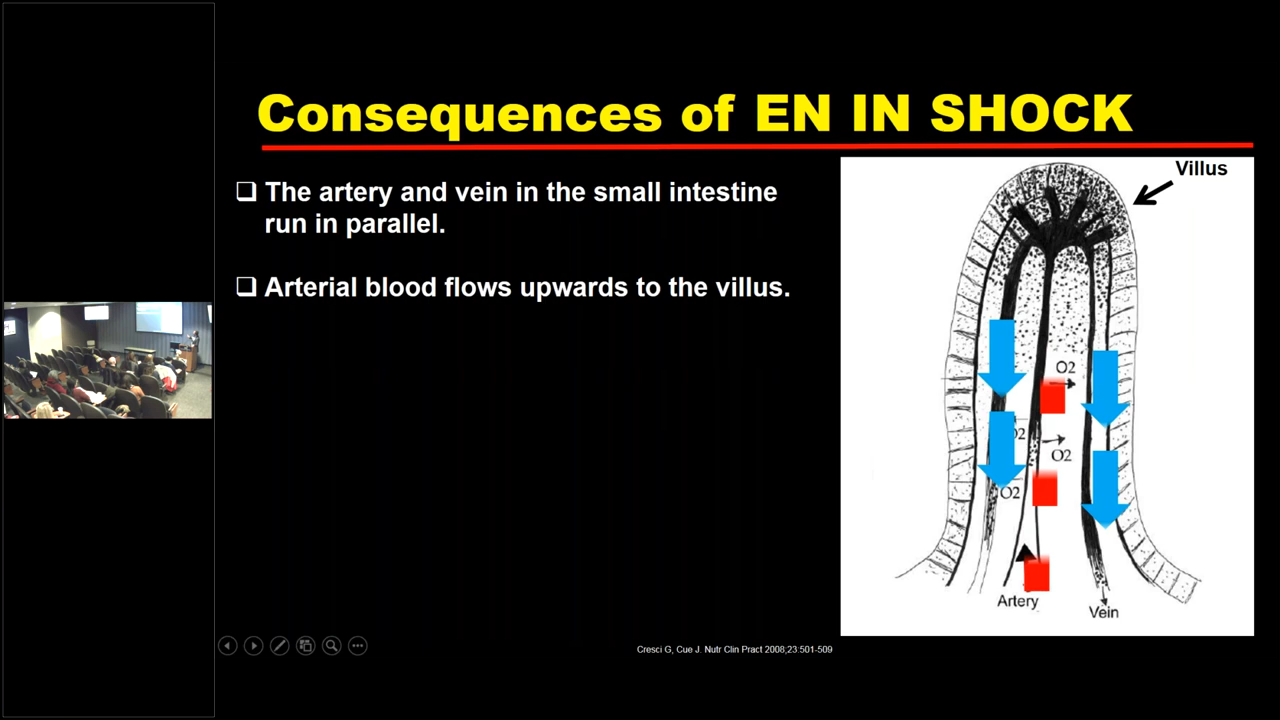 Consequences of EN IN SHOCK
The artery and vein in the small intestine
run in parallel.
Arterial blood flows upwards to the villus.
Villus
O2
O2
O2
O2
Artery
Vein
Cresci G, Cue J. Nutr Clin Pract 2008;23:501-509